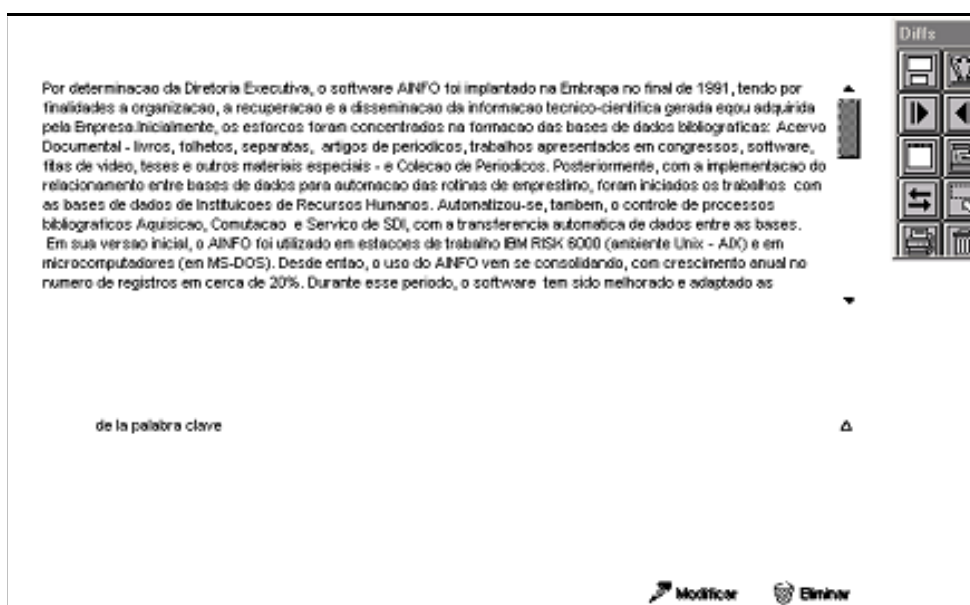 Diffs
Por determinacao da Diretoria Executiva, o software AINFO foi implantado na Embrapa no final de 1991, tendo por
finalidades a organizacao, a recuperacao e a disseminacao da informacao tecnico-cientifica gerada eqou adquirida
pela Empresa.Inicialmente, os esforcos foram concentrados na formacao das bases de dados bibliograficas: Acervo
Documental - livros, folhetos, separatas, artigos de periodicos, trabalhos apresentados em congressos, software,
fitas de video, teses e outros materiais especiais - e Colecao de Periodicos. Posteriormente, com a implementacao do
relacionamento entre bases de dados para automacao das rotinas de emprestimo, foram iniciados os trabalhos com
as bases de dados de Instituicoes de Recursos Humanos. Automatizou-se, tambem, o controle de processos
bibliograficos Aquisicao, Comutacao e Servico de SDI, com a transferencia automatica de dados entre as bases.
Em sua versao inicial, o AINFO foi utilizado em estacoes de trabalho IBM RISK 6000 (ambiente Unix - AIX) e em
microcomputadores (en MS-DOS). Desde entao, o uso do AINFO vem se consolidando, com crescimento anual no
numero de registros em cerca de 20%. Durante esse periodo, o software tem sido melhorado e adaptado as
de la palabra clave
Modificar Eliminar